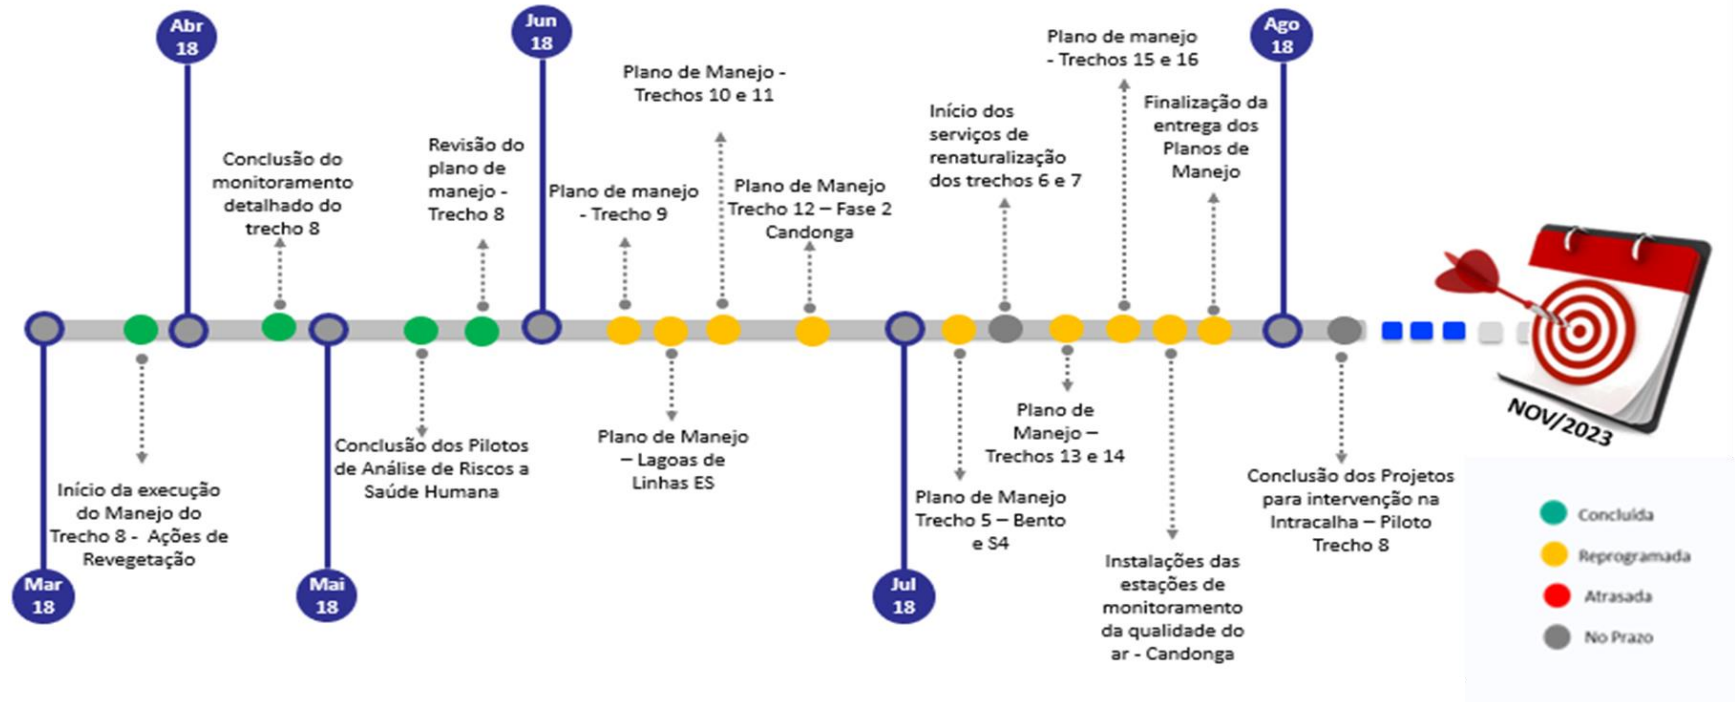 Abr
18
Jun
18
Ago
18
Conclusão do
monitoramento
detalhado do
trecho 8
Revisão do
plano de
manejo -
Trecho 8
Plano de manejo
- Trecho 9
Plano de Manejo -
Trechos 10 e 11
Plano de Manejo
Trecho 12 – Fase 2
Candonga
Início dos
serviços de
renaturalização
dos trechos 6 e 7
Plano de manejo
- Trechos 15 e 16
Finalização da
entrega dos
Planos de
Manejo
Início da execução
do Manejo do
Trecho 8 - Ações de
Revegetação
Conclusão dos Pilotos
de Análise de Riscos a
Saúde Humana
Plano de Manejo
– Lagoas de
Linhas ES
Plano de Manejo
Trecho 5 – Bento
e S4
Plano de
Manejo –
Trechos 13 e 14
Instalações das
estações de
monitoramento
da qualidade do
ar - Candonga
Conclusão dos Projetos
para intervenção na
Intracalha – Piloto
Trecho 8
Mar
18
Mai
18
Jul
18
NOV/2023
Concluída
Reprogramada
Atrasada
No Prazo